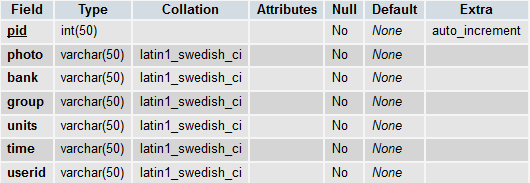 Field Type Collation Attributes Null Default Extra
pid int(50) No None auto_increment
photo varchar(50) latin1_swedish_ci No None
bank varchar(50) latin1_swedish_ci No None
group varchar(50) latin1_swedish_ci No None
units varchar(50) latin1_swedish_ci No None
time varchar(50) latin1_swedish_ci No None
userid varchar(50) latin1_swedish_ci No None